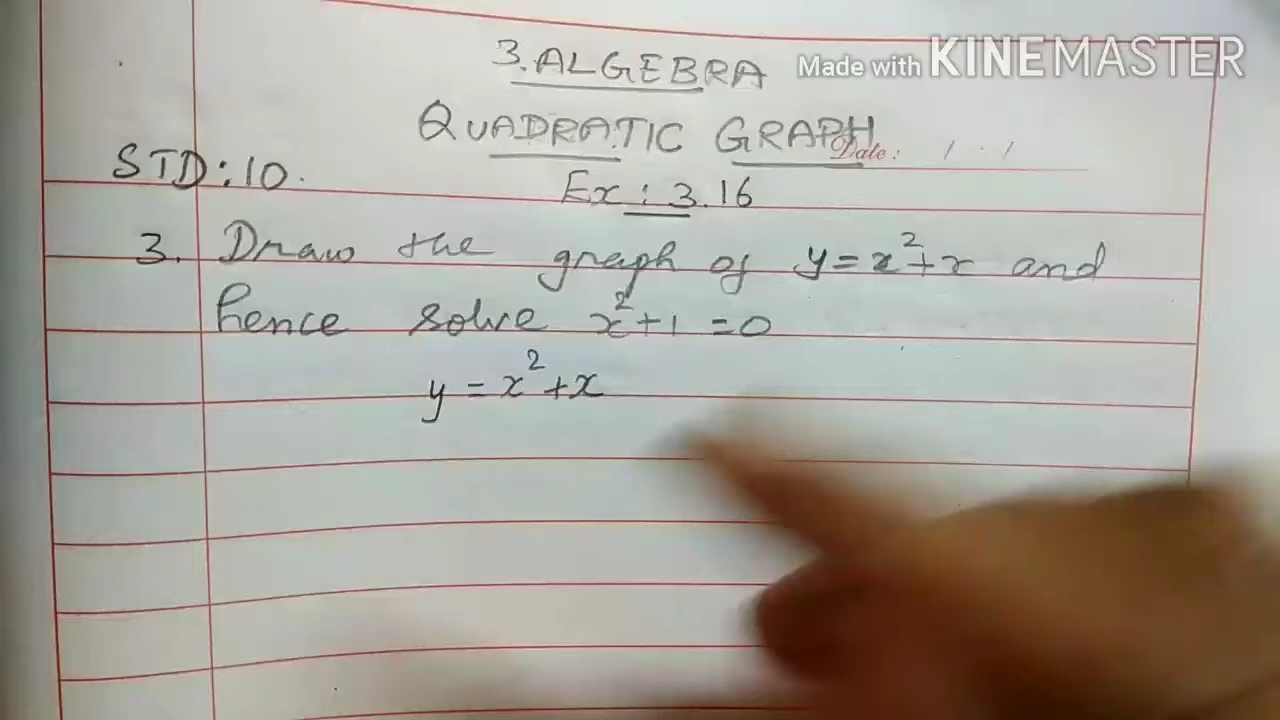 3. ALGEBRA
Made with KINEMASTER
QUADRATIC GRAPH
Date: / /
STD: 10.
Ex: 3.16
3. Draw the graph of y = x² + x and
hence solve x² + 1 = 0
y = x² + x